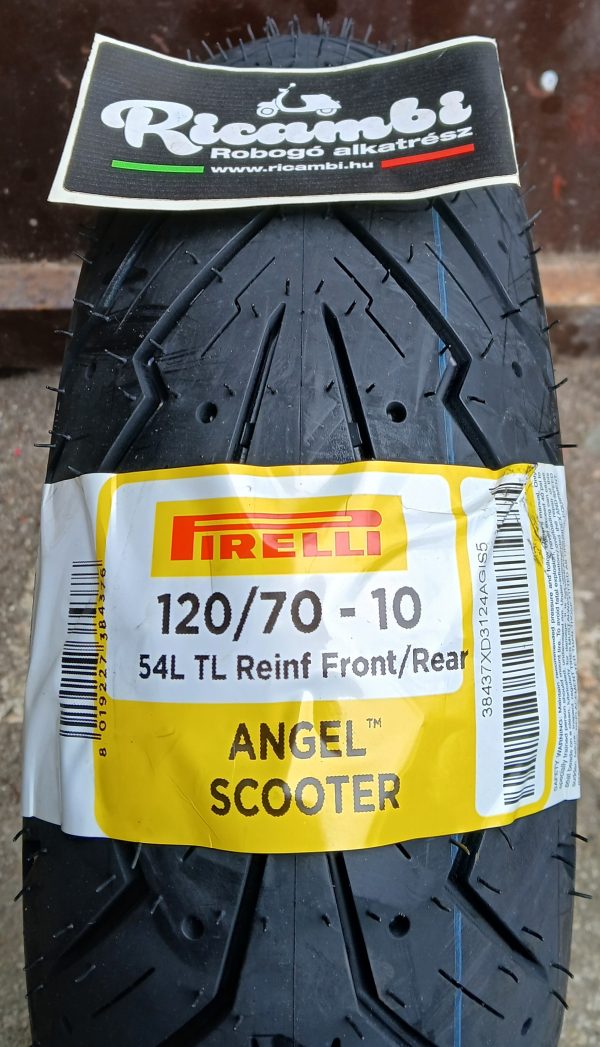 Ricambi
Robogó alkatrész
www.ricambi.hu
PIRELLI
120/70 - 10
54L TL Reinf Front/Rear
ANGEL™
SCOOTER
8 019227 384376
38437XD3124AGIS5